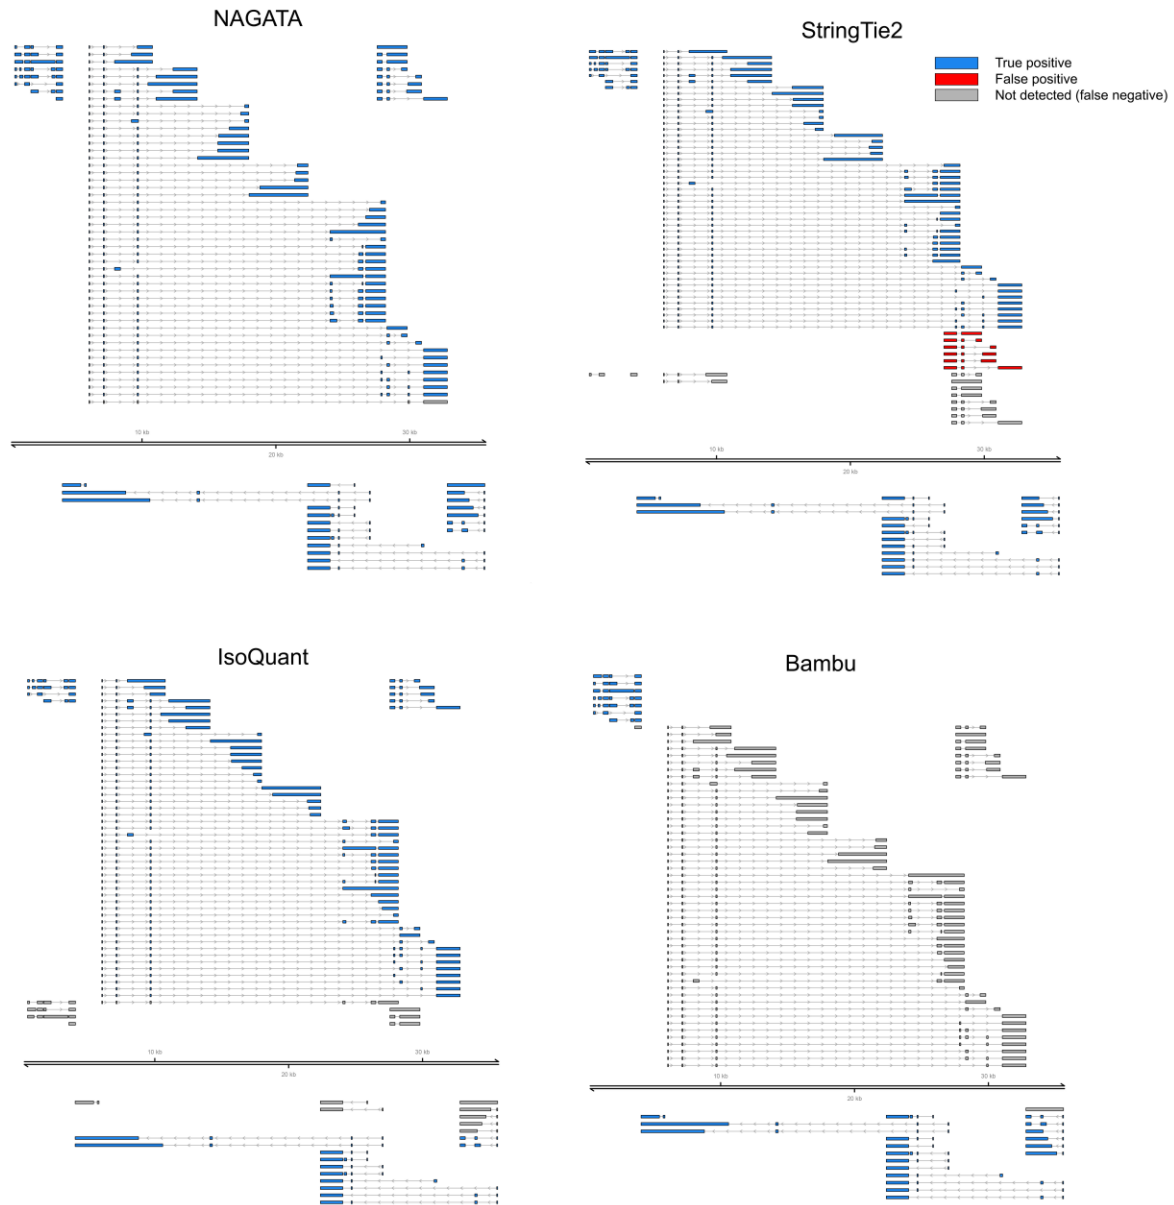 NAGATA
StringTie2
True positive
False positive
Not detected (false negative)
10 kb
30 kb
20 kb
10 kb
30 kb
20 kb
IsoQuant
Bambu
10 kb
30 kb
20 kb
10 kb
30 kb
20 kb